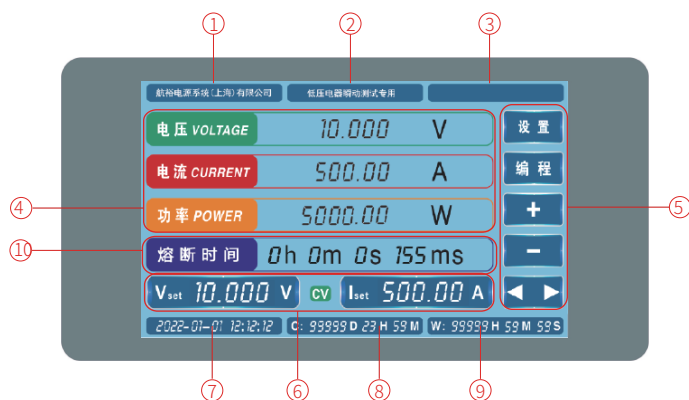 ① ② ③
航裕电源系统(上海)有限公司 低压电器熔动测试专用
电压 VOLTAGE 10.000 V
设置
电流 CURRENT 500.00 A
编程
④ ⑤
功率 POWER 5000.00 W
+
⑩
熔断时间 0h 0m 0s 155ms
-
Vset 10.000 V CV Iset 500.00 A
2022-01-01 12:12:12 C: 99999 D 23 H 59 M W: 99999 H 59 M 59 S
⑦ ⑥ ⑧ ⑨